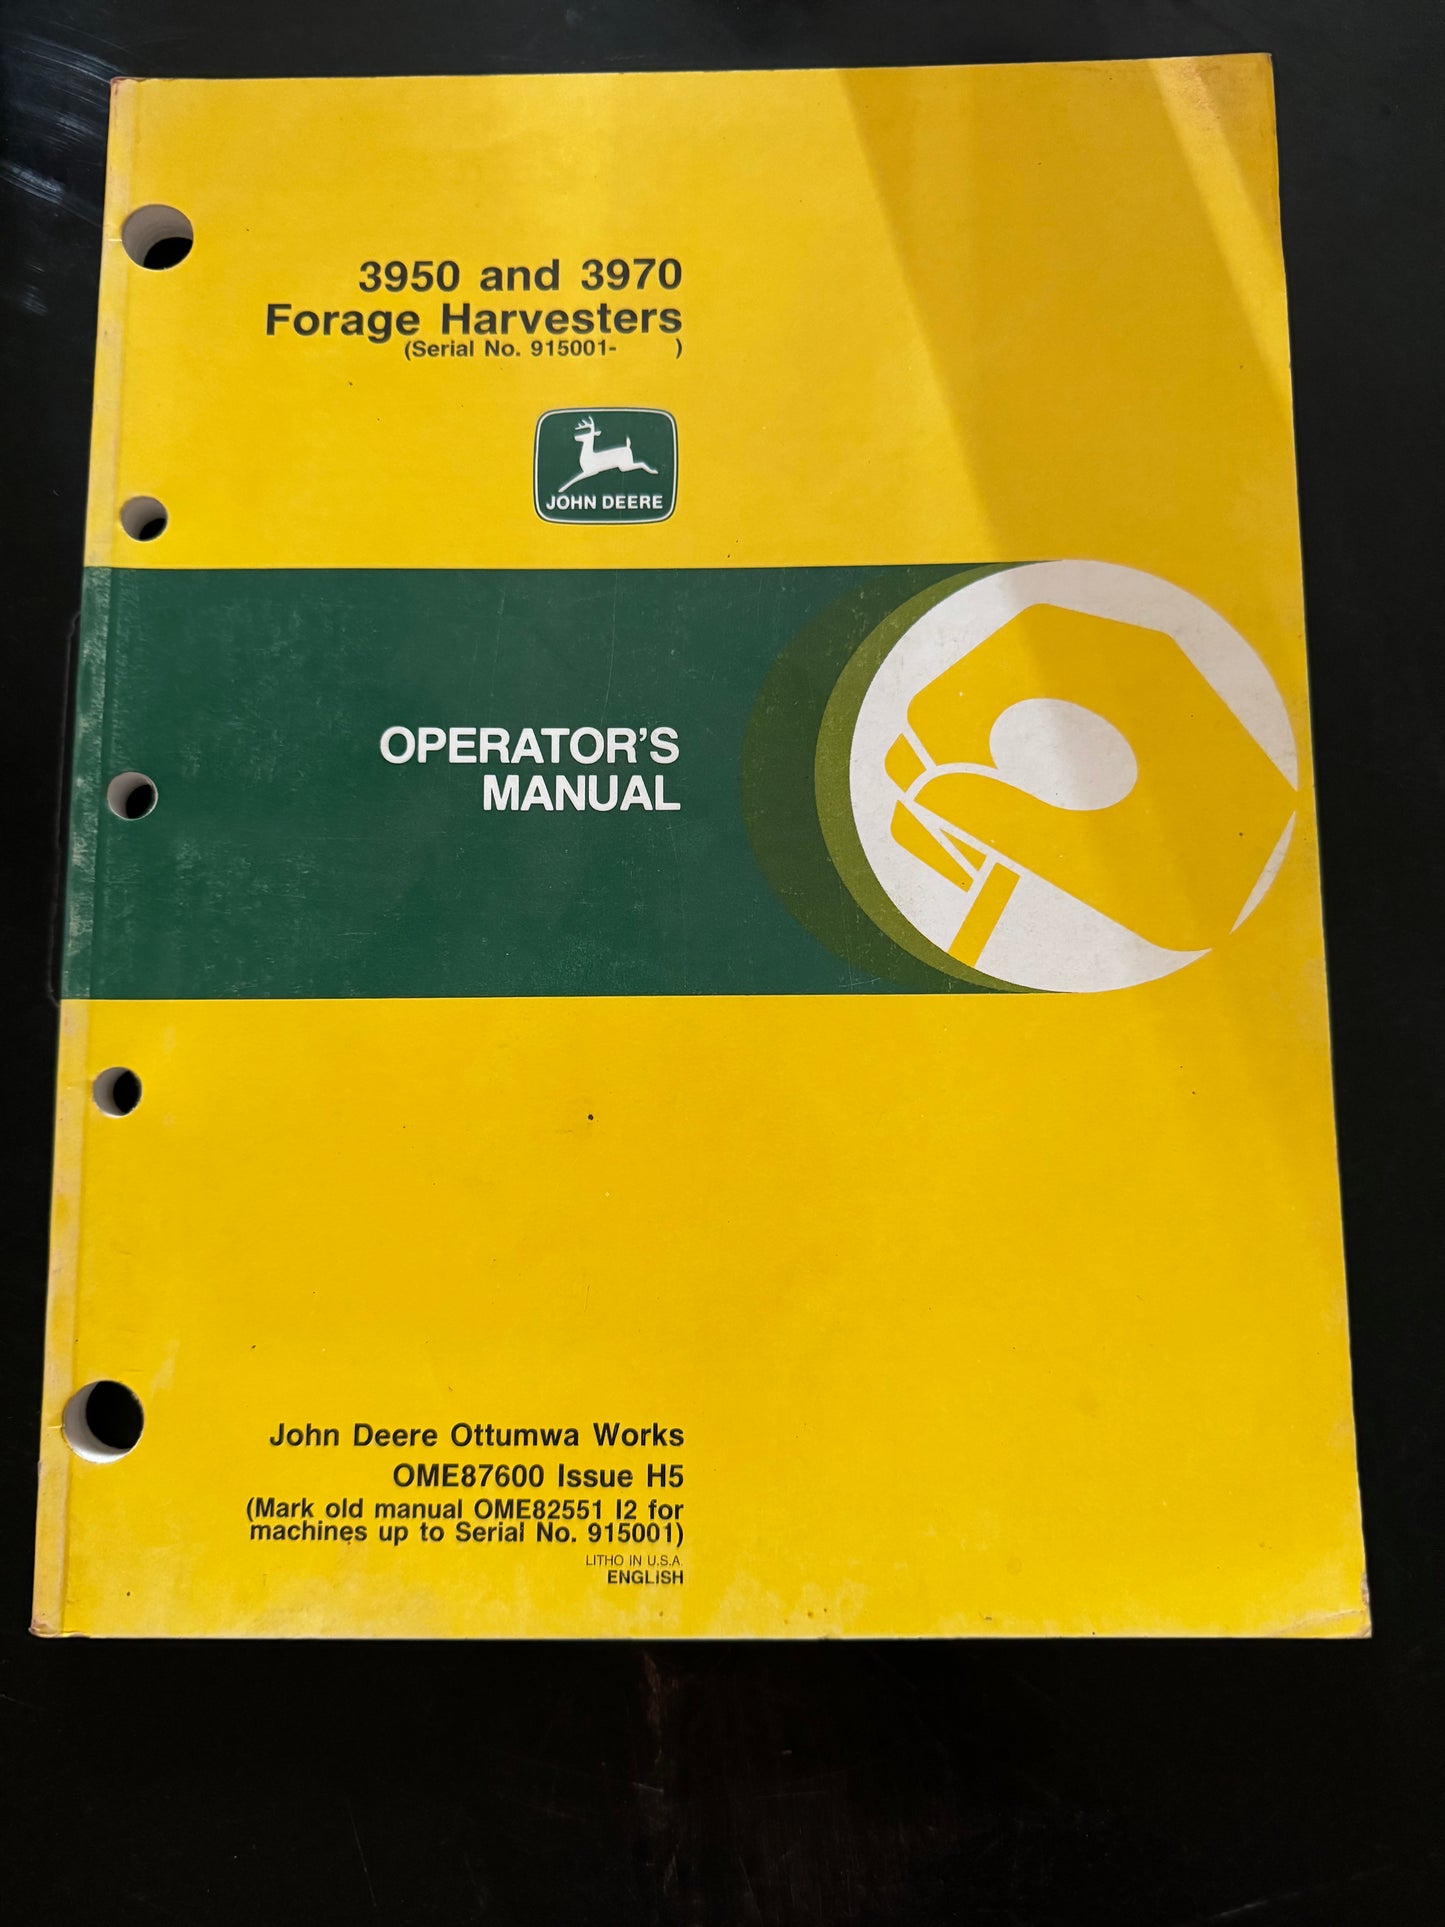 3950 and 3970
Forage Harvesters
(Serial No. 915001-     )
JOHN DEERE
OPERATOR'S
MANUAL
John Deere Ottumwa Works
OME87600 Issue H5
(Mark old manual OME82551 I2 for
machines up to Serial No. 915001)
LITHO IN U.S.A.
ENGLISH